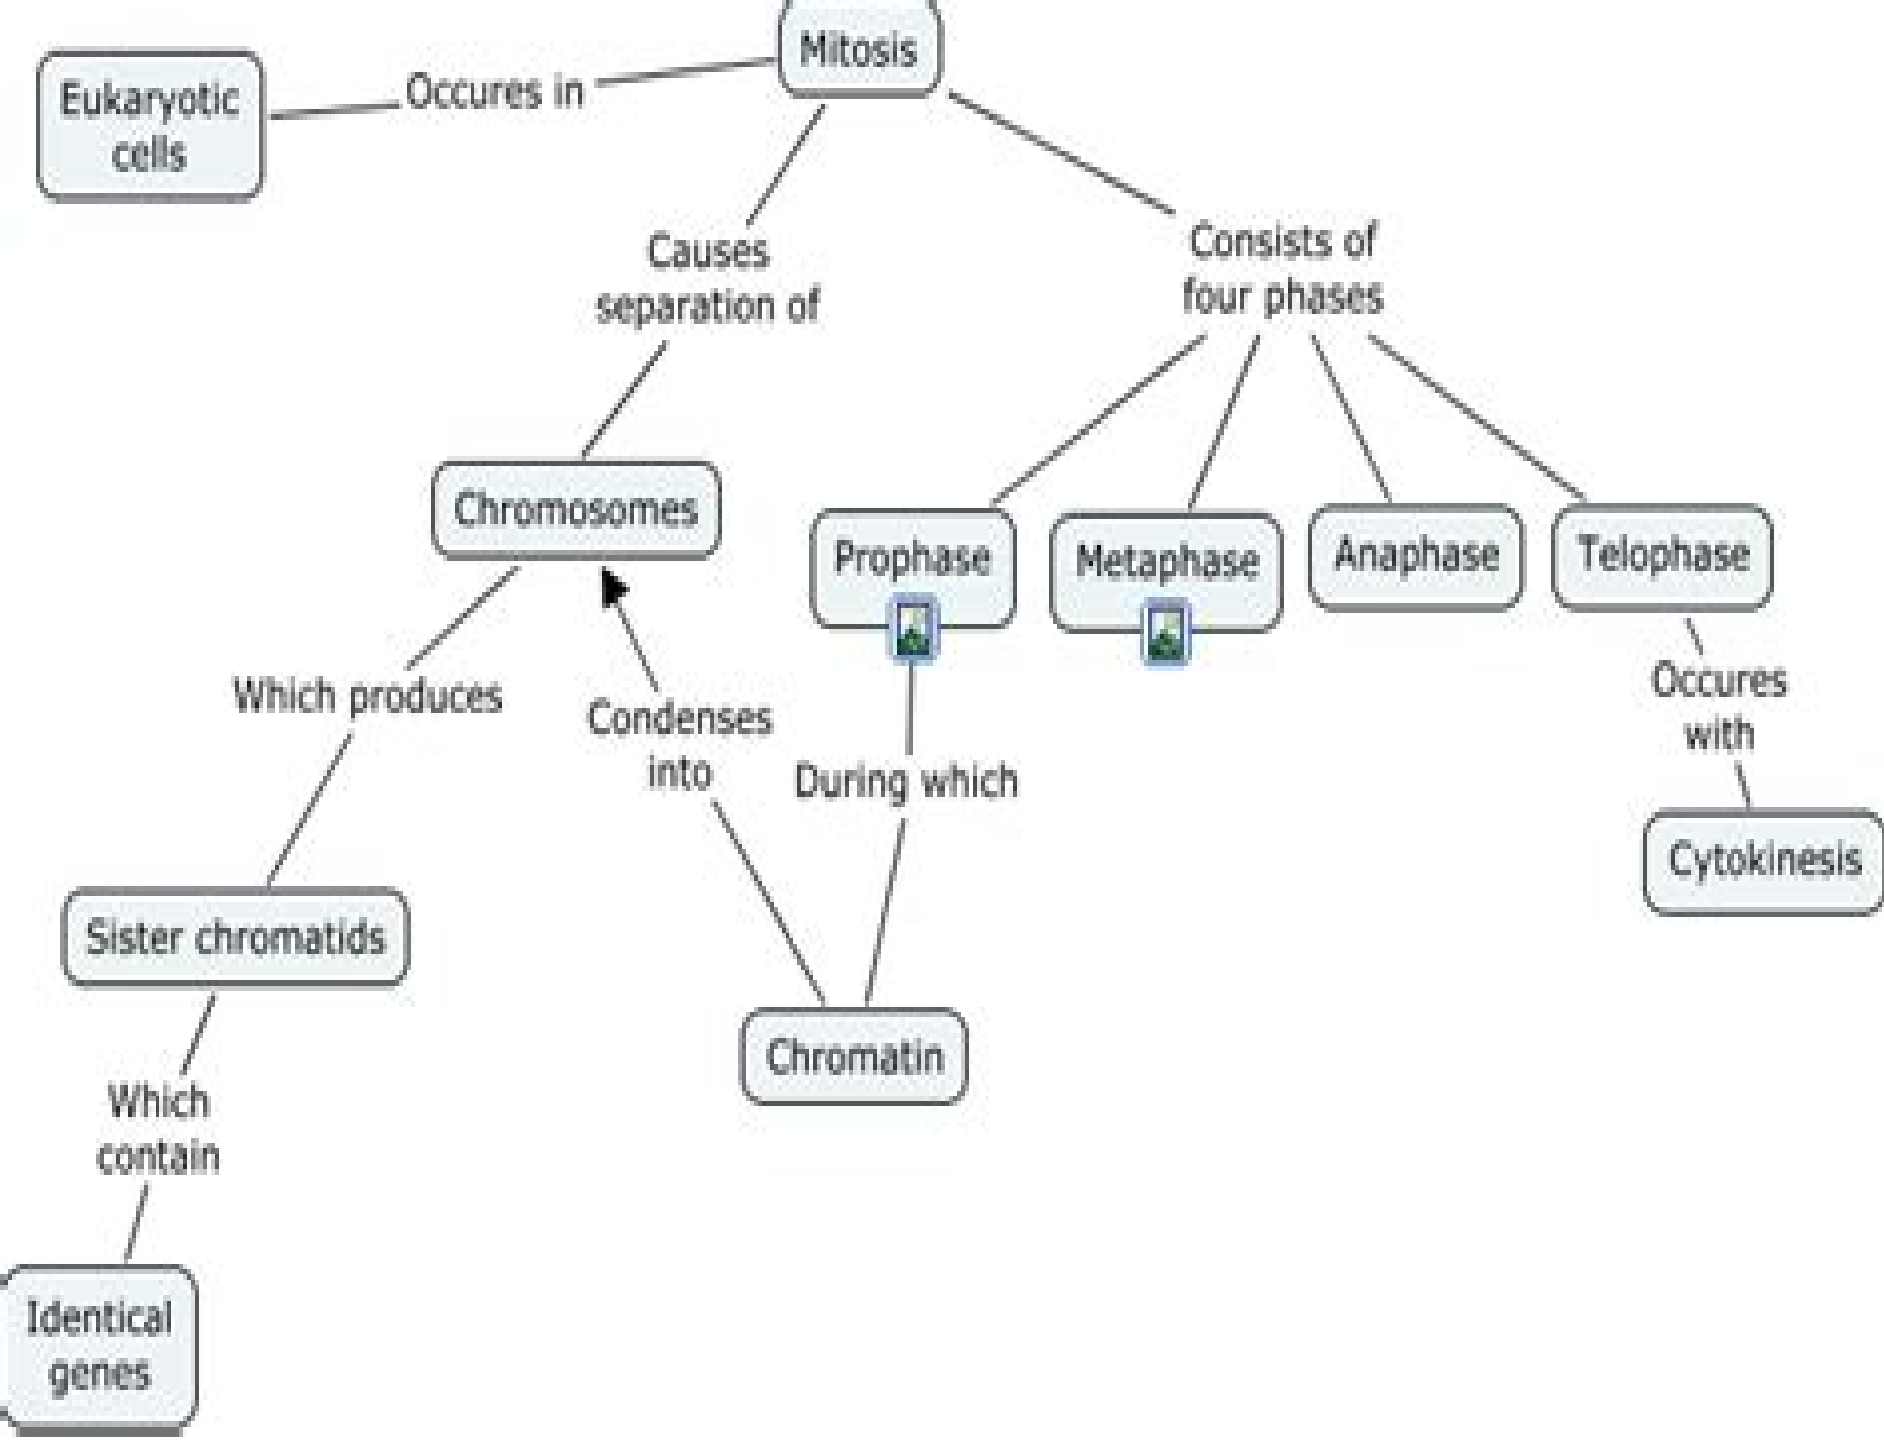 Mitosis
Eukaryotic
cells
Occures in
Causes
separation of
Consists of
four phases
Chromosomes
Prophase
Metaphase
Anaphase
Telophase
Which produces
Condenses
into
During which
Occures
with
Cytokinesis
Sister chromatids
Chromatin
Which
contain
Identical
genes